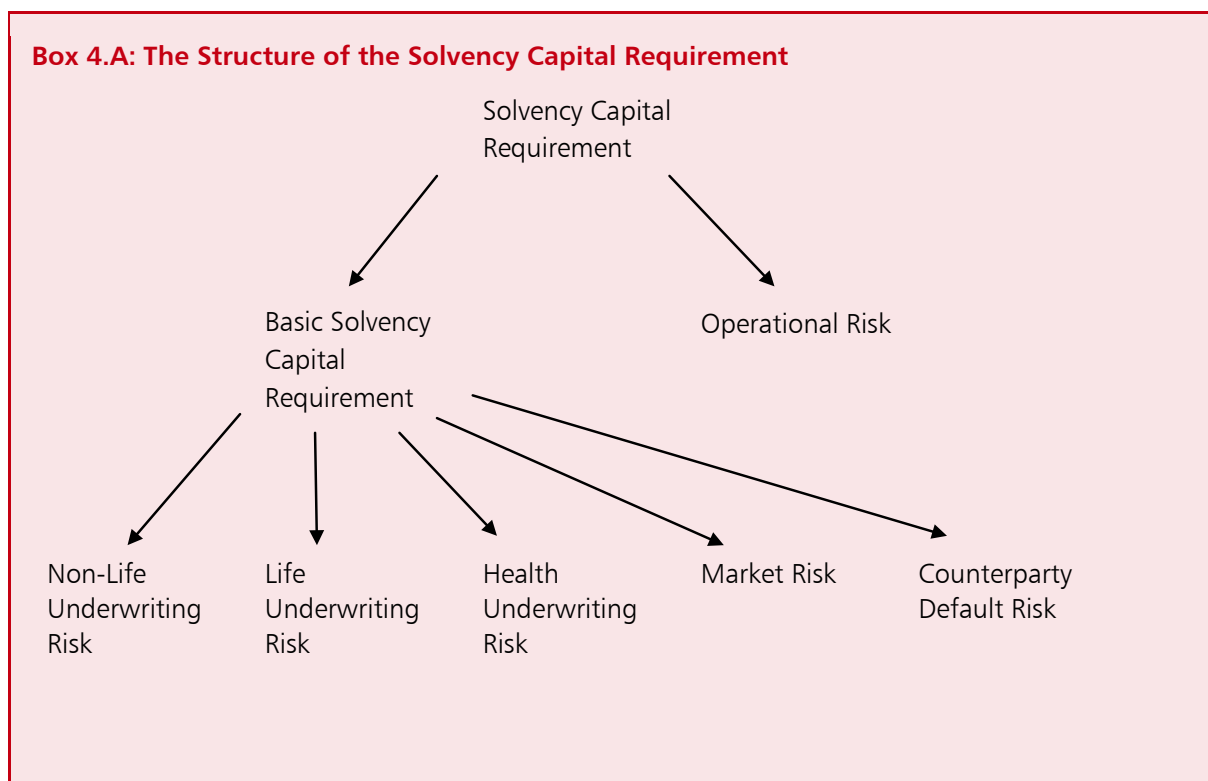 Box 4.A: The Structure of the Solvency Capital Requirement
Solvency Capital
Requirement
Basic Solvency
Capital
Requirement
Operational Risk
Non-Life
Underwriting
Risk
Life
Underwriting
Risk
Health
Underwriting
Risk
Market Risk
Counterparty
Default Risk